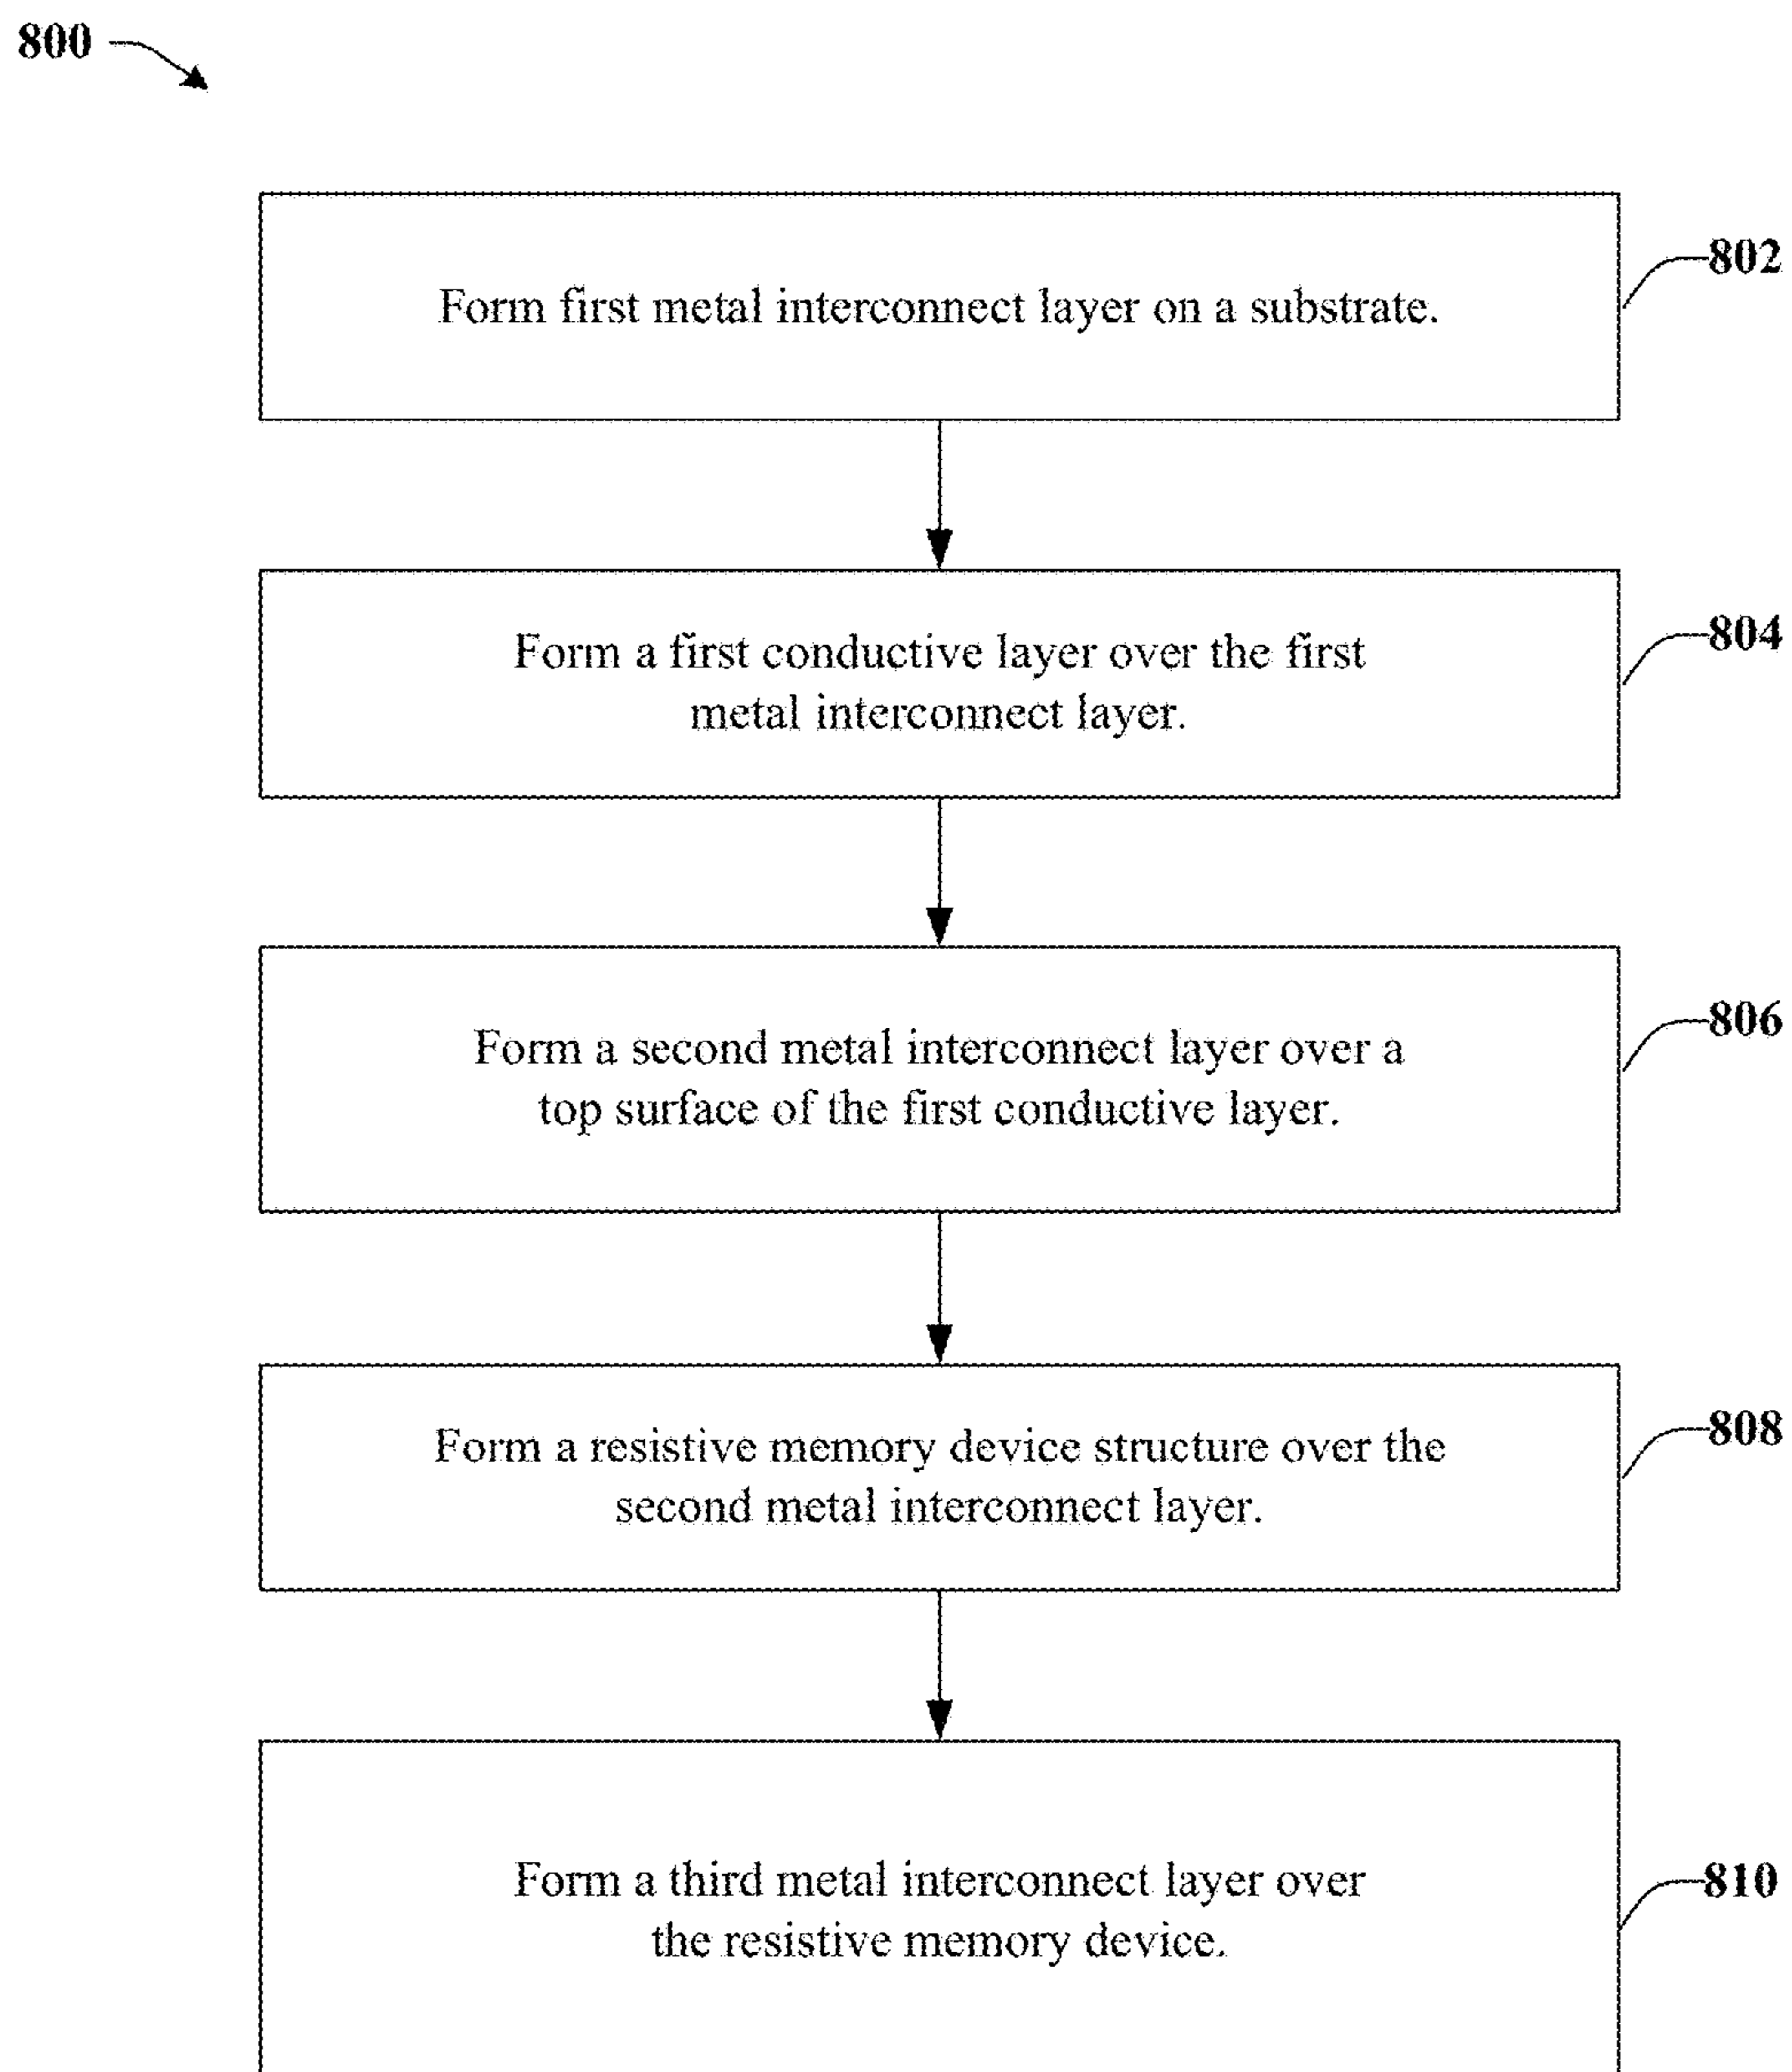 800
Form first metal interconnect layer on a substrate.
802
Form a first conductive layer over the first
metal interconnect layer.
804
Form a second metal interconnect layer over a
top surface of the first conductive layer.
806
Form a resistive memory device structure over the
second metal interconnect layer.
808
Form a third metal interconnect layer over
the resistive memory device.
810